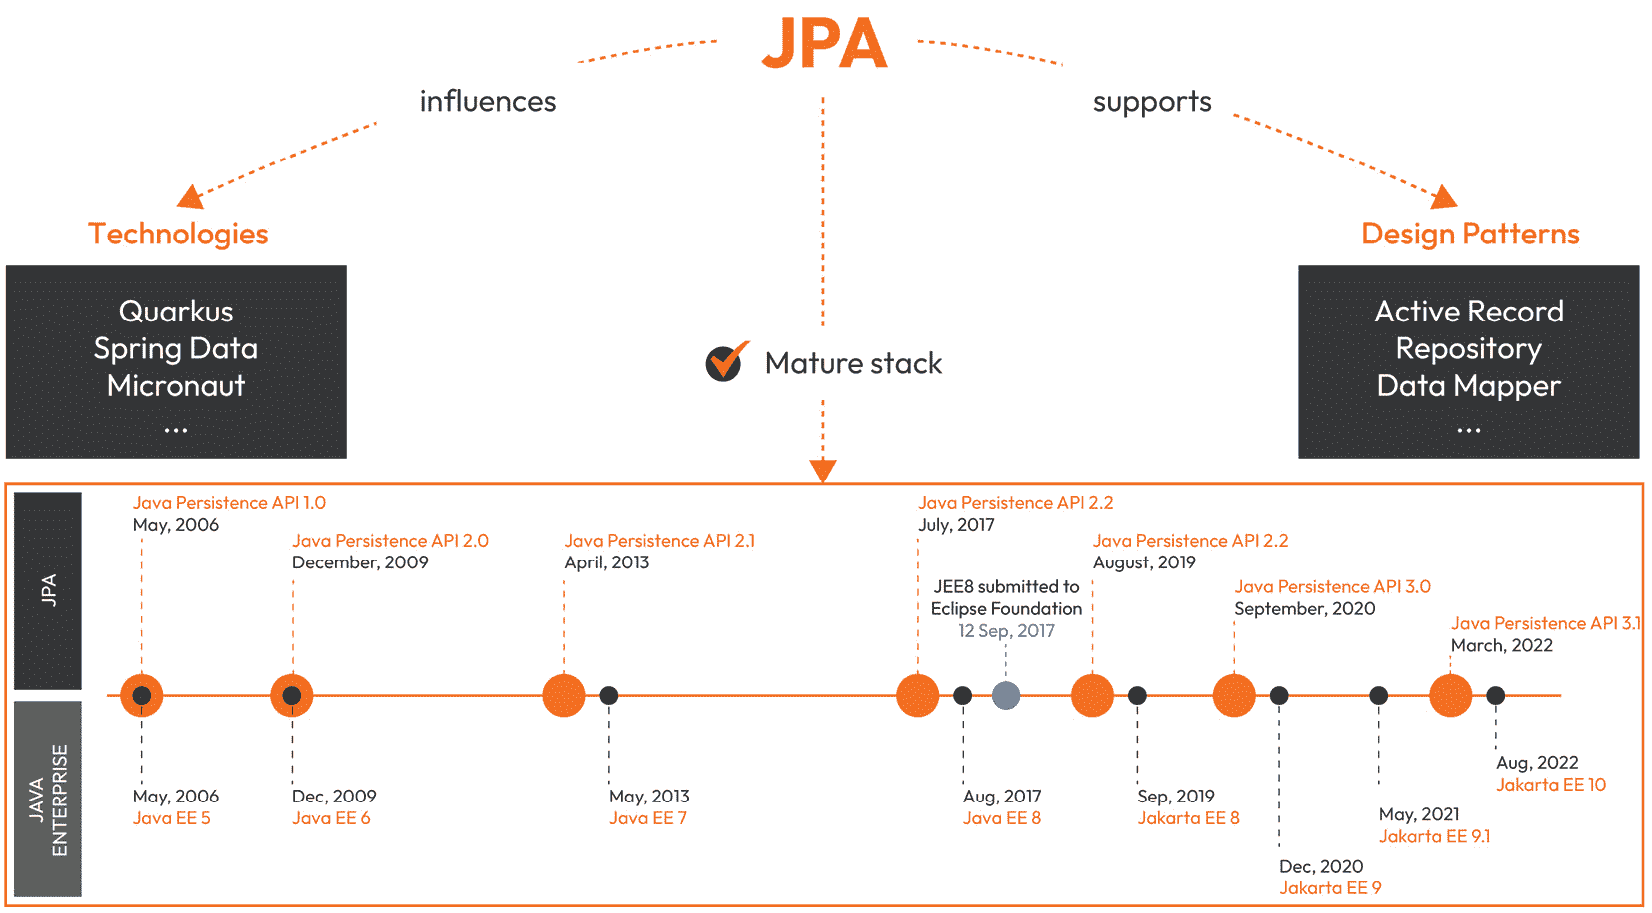 JPA
influences
supports
Technologies
Quarkus
Spring Data
Micronaut
...
Mature stack
Design Patterns
Active Record
Repository
Data Mapper
...
JPA
Java Persistence API 1.0
May, 2006
Java Persistence API 2.0
December, 2009
Java Persistence API 2.1
April, 2013
Java Persistence API 2.2
July, 2017
JEE8 submitted to
Eclipse Foundation
12 Sep, 2017
Java Persistence API 2.2
August, 2019
Java Persistence API 3.0
September, 2020
Java Persistence API 3.1
March, 2022
JAVA
ENTERPRISE
May, 2006
Java EE 5
Dec, 2009
Java EE 6
May, 2013
Java EE 7
Aug, 2017
Java EE 8
Sep, 2019
Jakarta EE 8
Dec, 2020
Jakarta EE 9
May, 2021
Jakarta EE 9.1
Aug, 2022
Jakarta EE 10